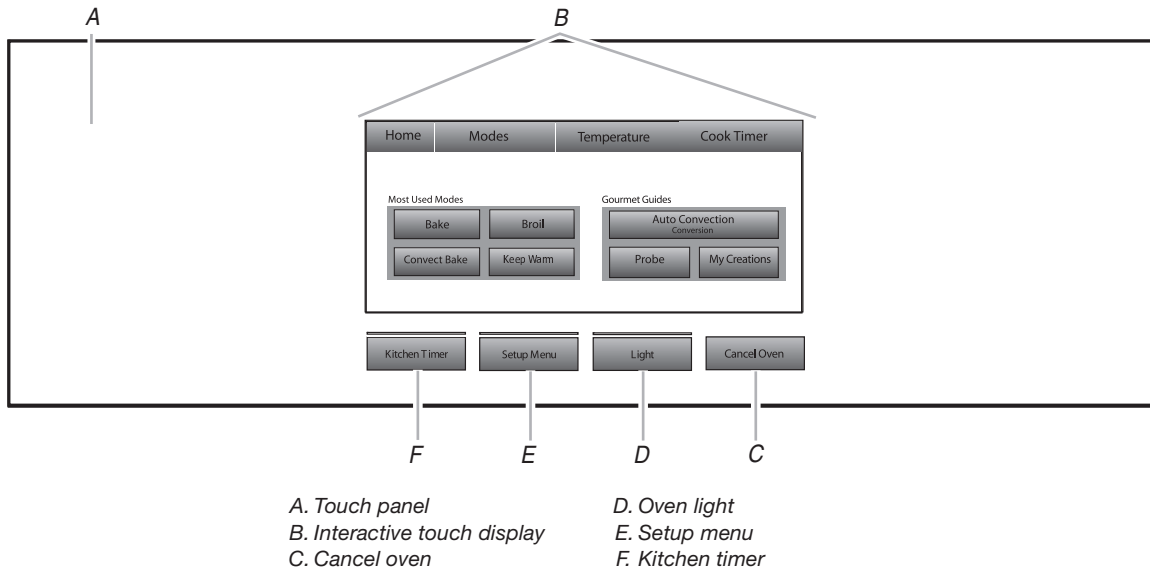 A B
Home Modes Temperature Cook Timer
Most Used Modes Gourmet Guides
Bake Broil Auto Convection
Conversion
Convect Bake Keep Warm Probe My Creations
Kitchen Timer Setup Menu Light Cancel Oven
F E D C
A. Touch panel
B. Interactive touch display
C. Cancel oven
D. Oven light
E. Setup menu
F. Kitchen timer